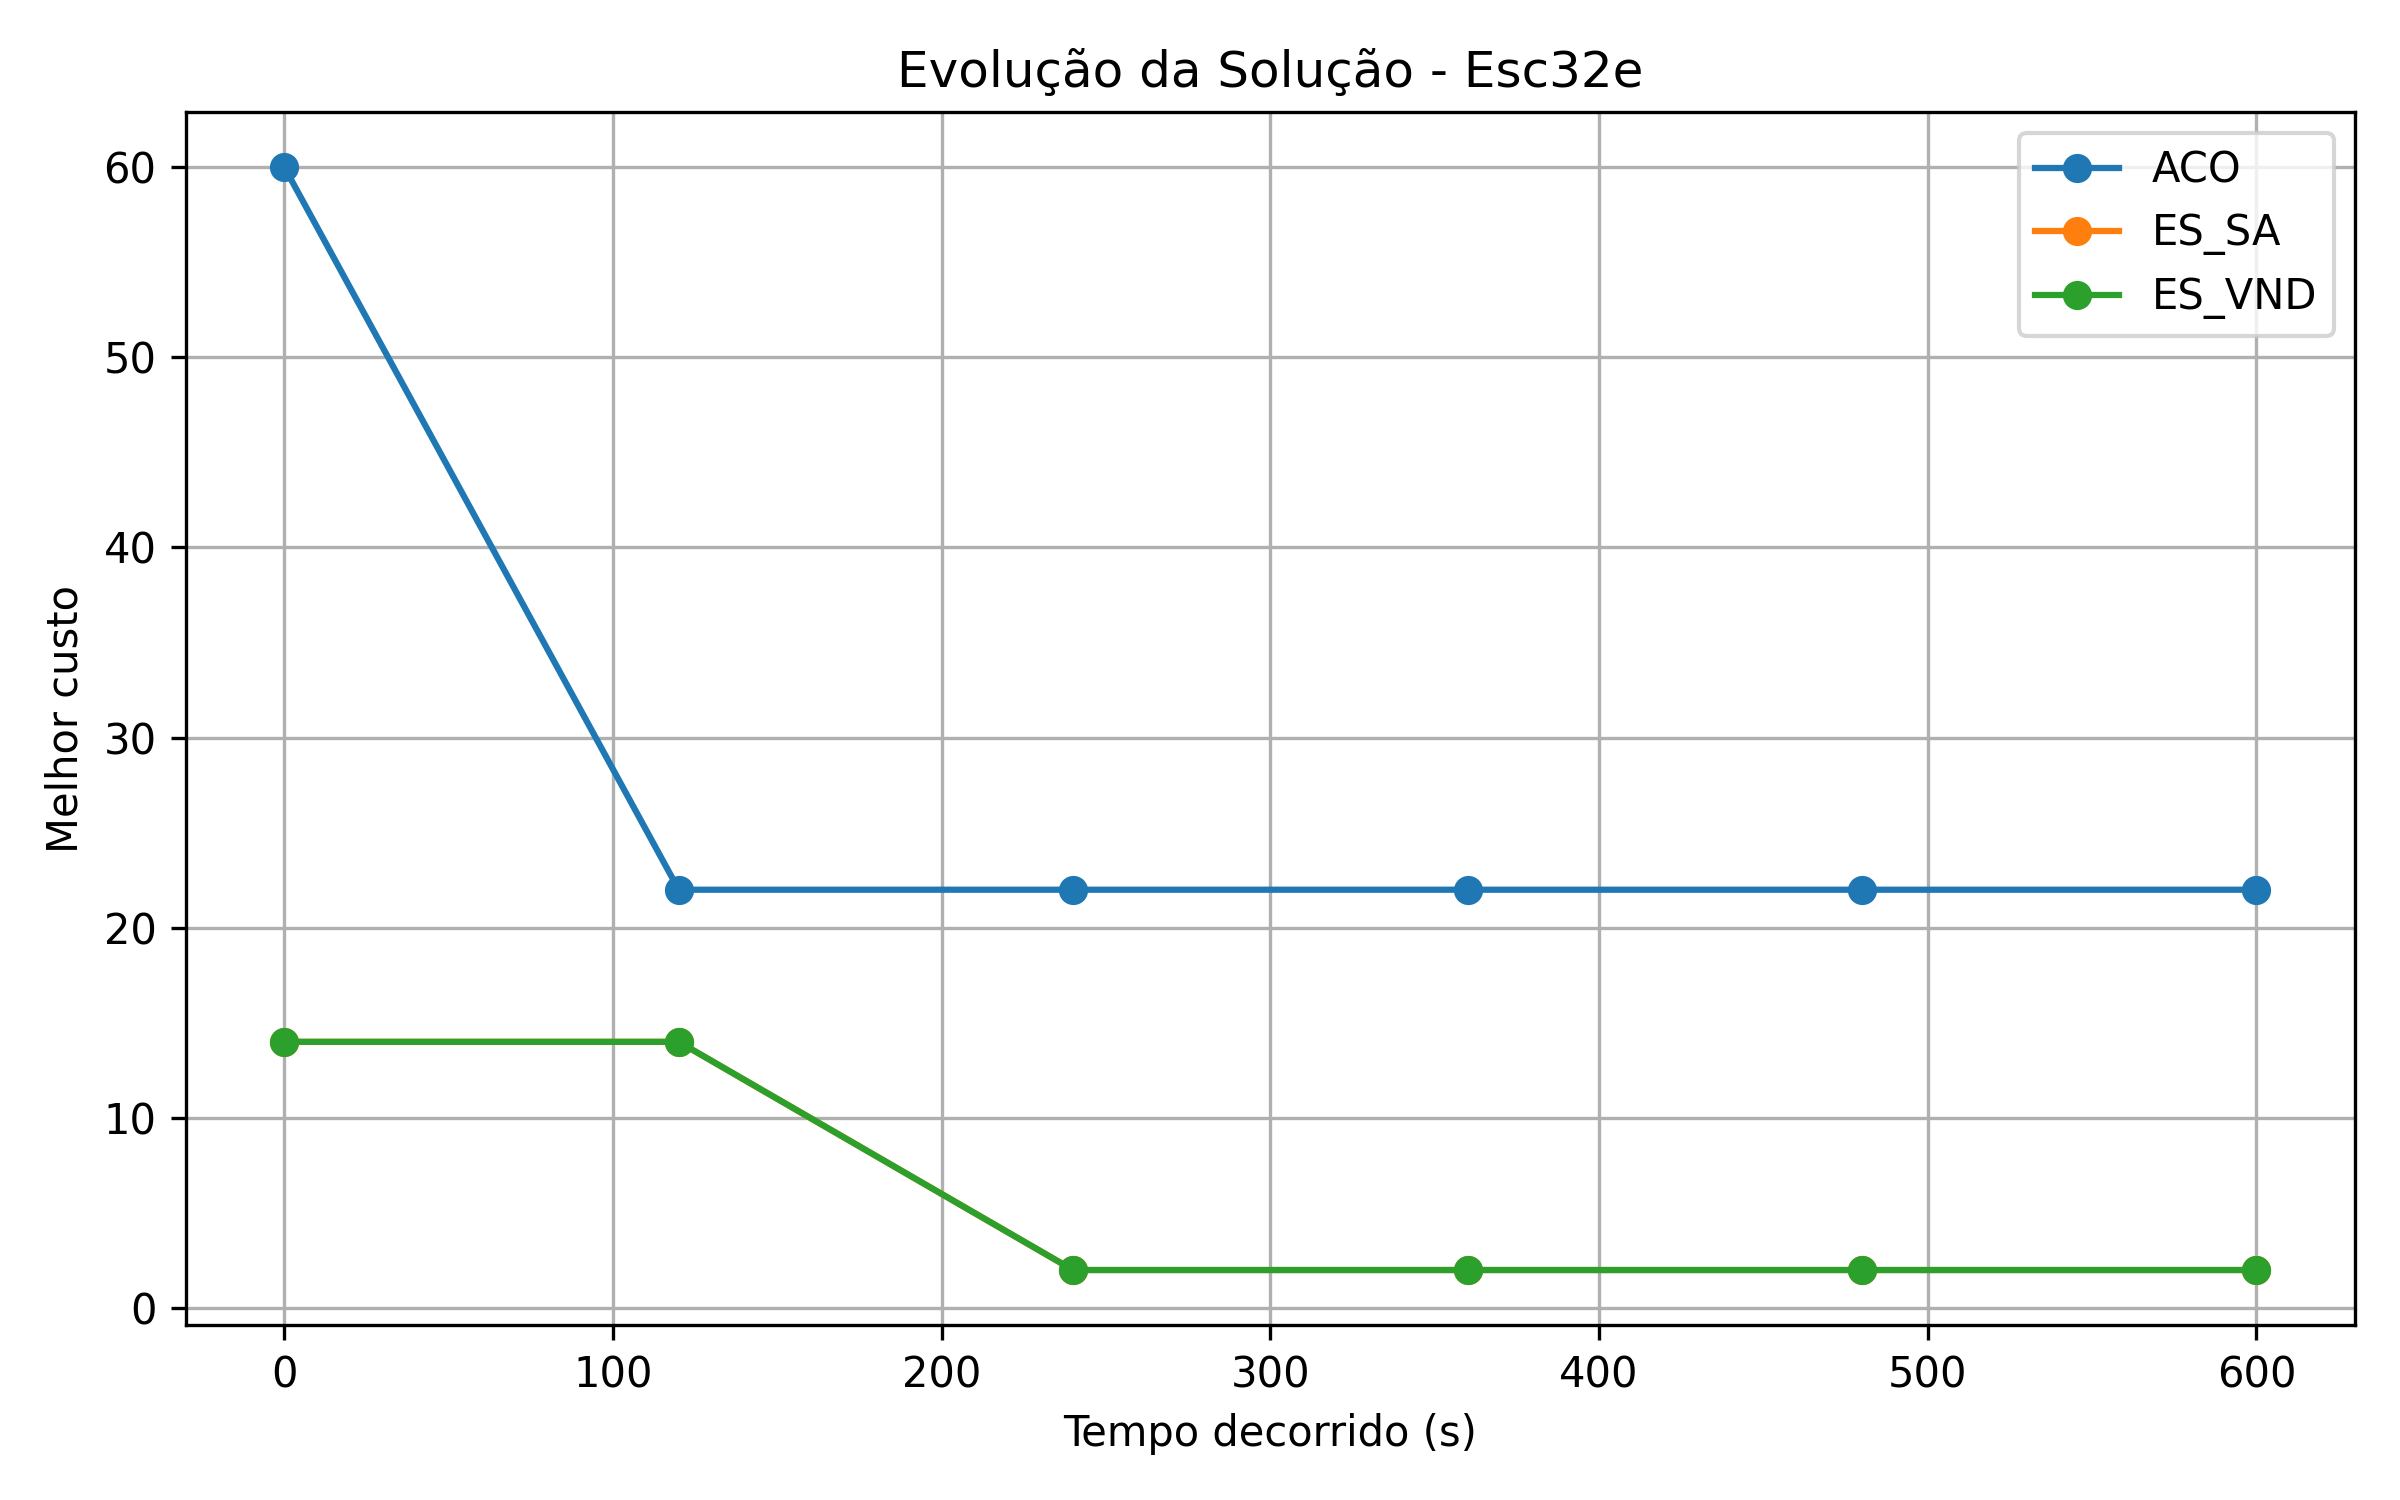 Evolução da Solução - Esc32e
ACO
ES_SA
ES_VND
Melhor custo
60
50
40
30
20
10
0
0 100 200 300 400 500 600
Tempo decorrido (s)